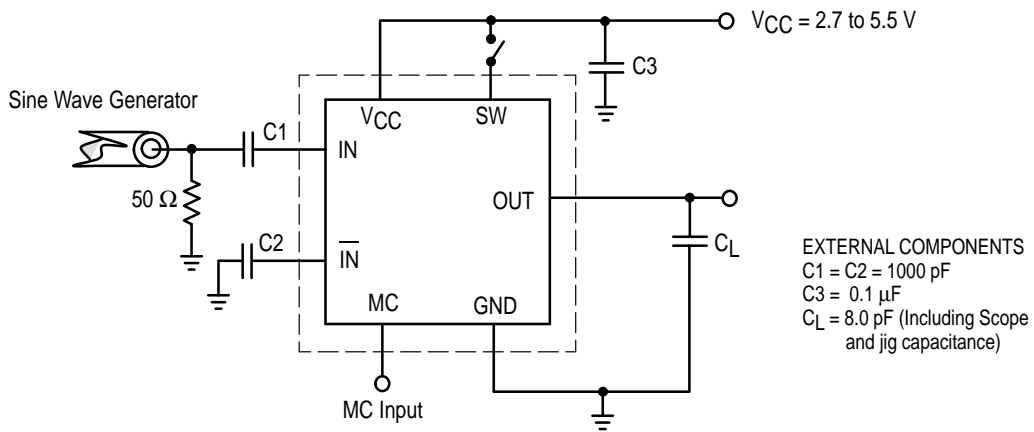 VCC = 2.7 to 5.5 V
C3
Sine Wave Generator
VCC
SW
C1
IN
50 Ω
OUT
C2
IN
CL
MC
GND
MC Input
EXTERNAL COMPONENTS
C1 = C2 = 1000 pF
C3 = 0.1 μF
CL = 8.0 pF (Including Scope
and jig capacitance)